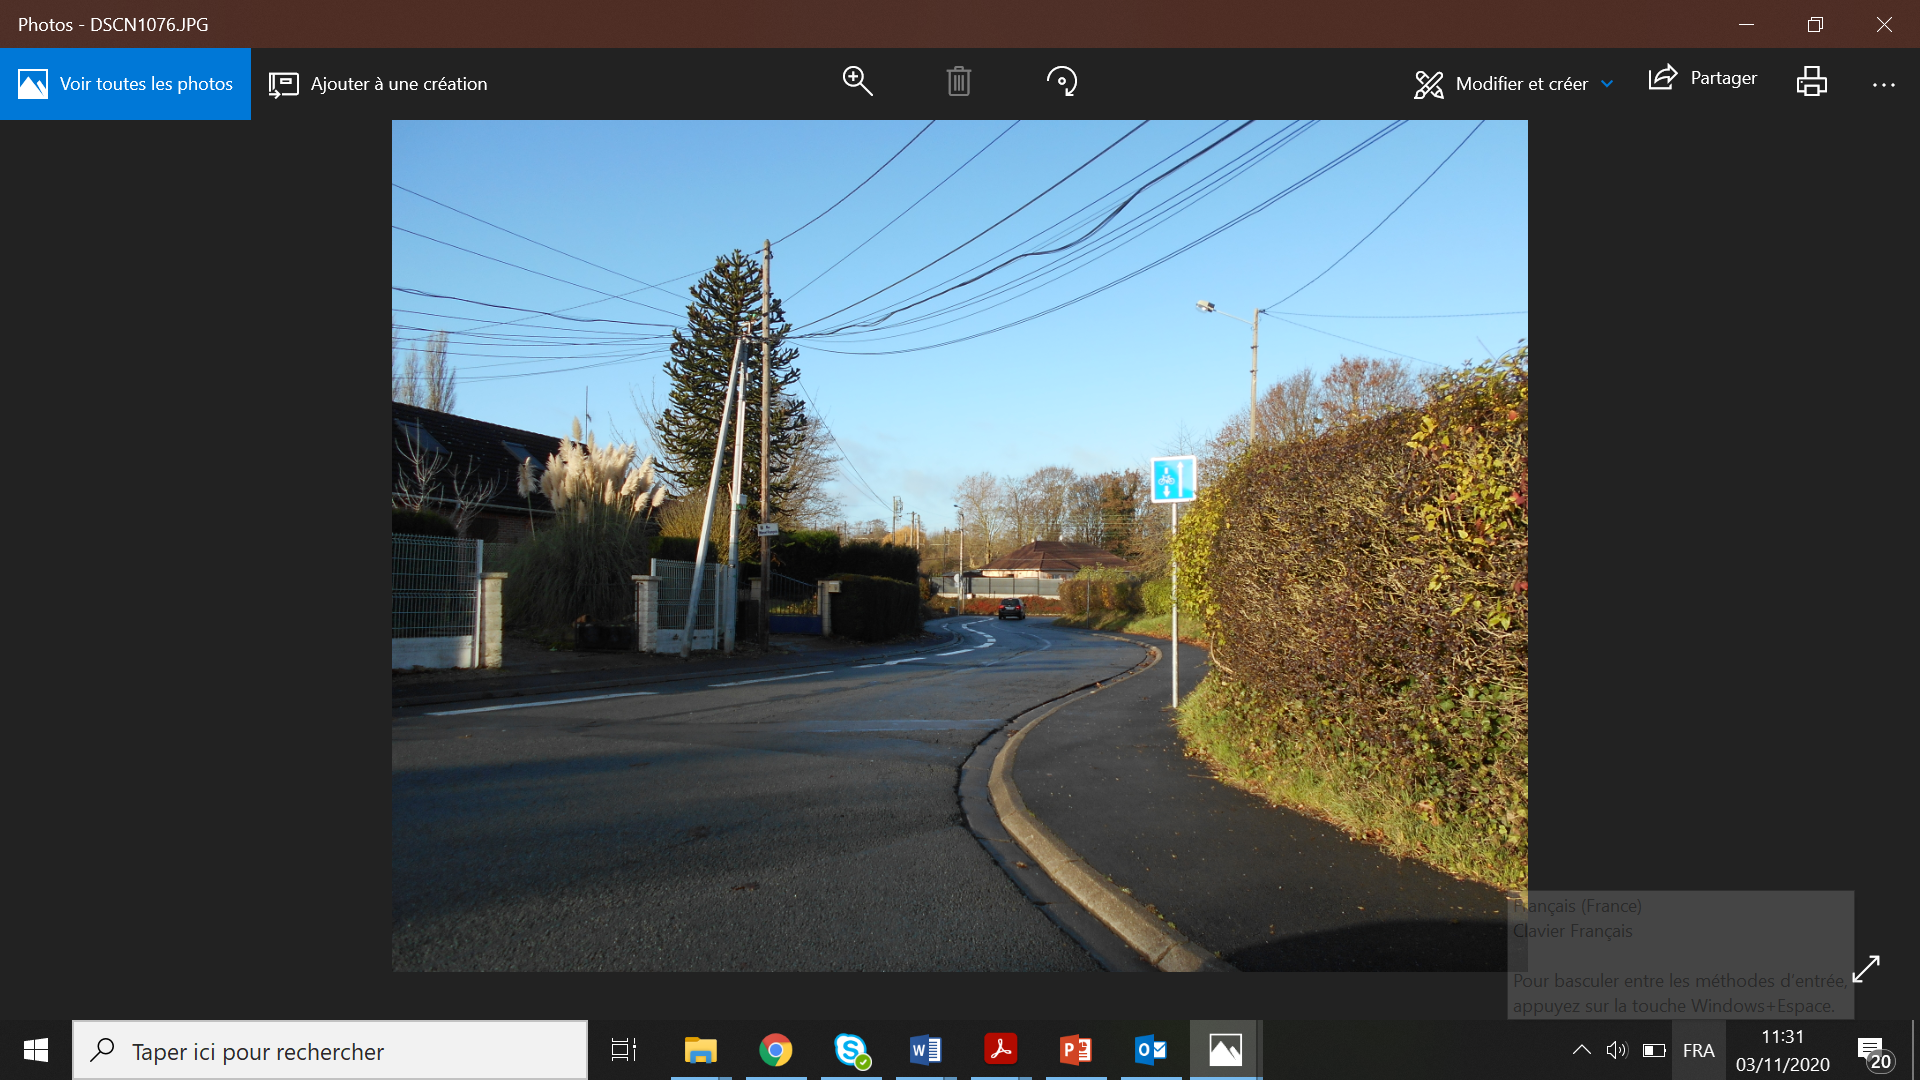 Photos - DSCN1076.JPG
Voir toutes les photos
Ajouter à une création
Modifier et créer
Partager
Français (France)
Clavier Français
Pour basculer entre les méthodes d'entrée,
appuyez sur la touche Windows+Espace.
Taper ici pour rechercher
FRA
11:31
03/11/2020
20